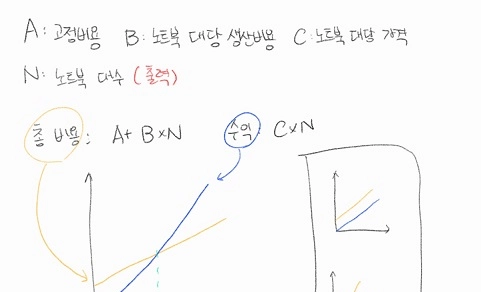 A : 고정비용 B : 노트북 대당 생산비용 C : 노트북 대당 가격
N : 노트북 대수 (출력)
총 비용 : A + B×N 수익 : C×N